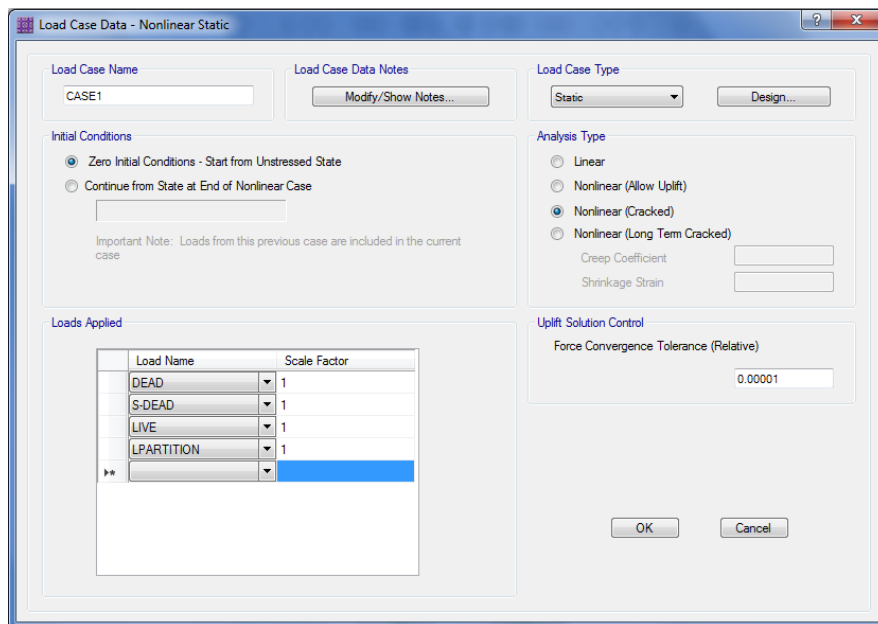 Load Case Data - Nonlinear Static
Load Case Name
CASE1
Load Case Data Notes
Modify/Show Notes...
Load Case Type
Static
Design...
Initial Conditions
Zero Initial Conditions - Start from Unstressed State
Continue from State at End of Nonlinear Case
Important Note: Loads from this previous case are included in the current
case
Analysis Type
Linear
Nonlinear (Allow Uplift)
Nonlinear (Cracked)
Nonlinear (Long Term Cracked)
Creep Coefficient
Shrinkage Strain
Loads Applied
Load Name Scale Factor
DEAD 1
S-DEAD 1
LIVE 1
LPARTITION 1
Uplift Solution Control
Force Convergence Tolerance (Relative)
0.00001
OK
Cancel